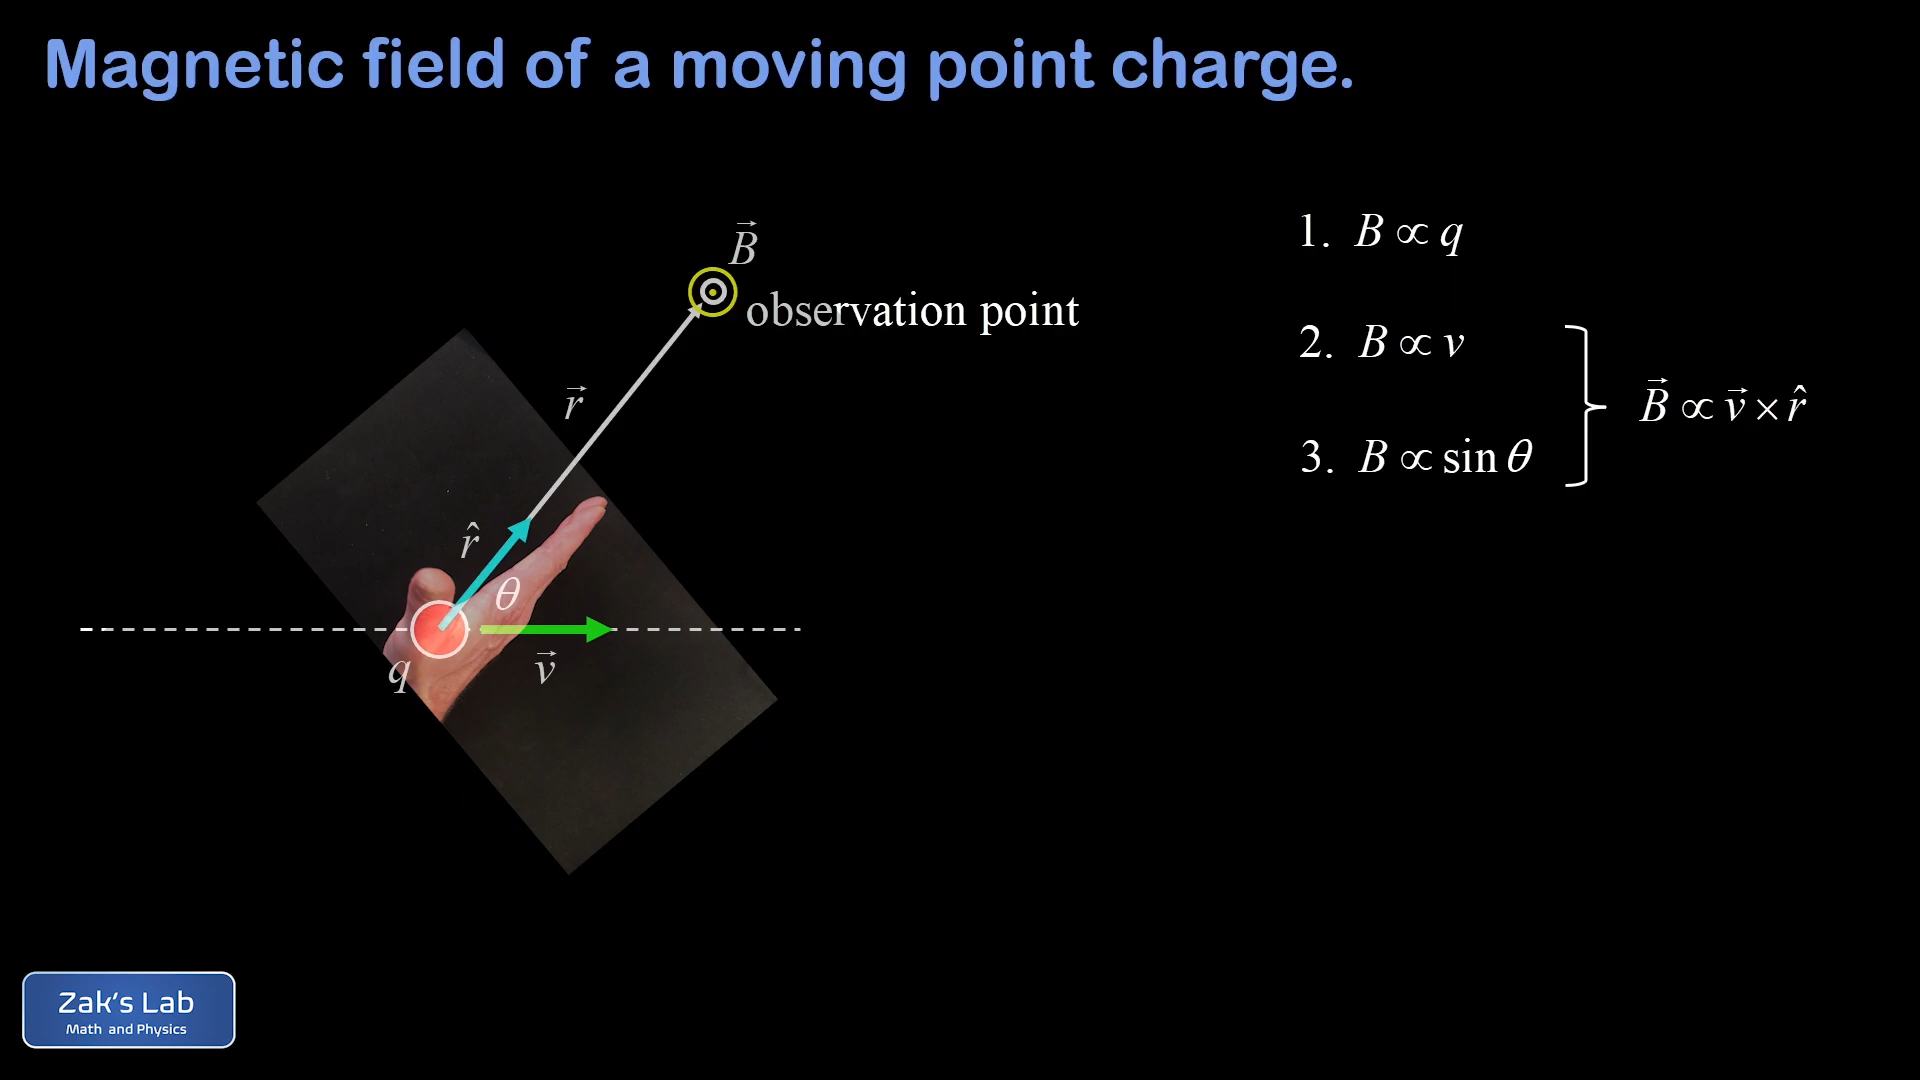 Magnetic field of a moving point charge.
B⃗
observation point
r⃗
r̂
θ
q
v⃗
1. B ∝ q
2. B ∝ v
3. B ∝ sin θ
B⃗ ∝ v⃗ × r̂
Zak's Lab
Math and Physics